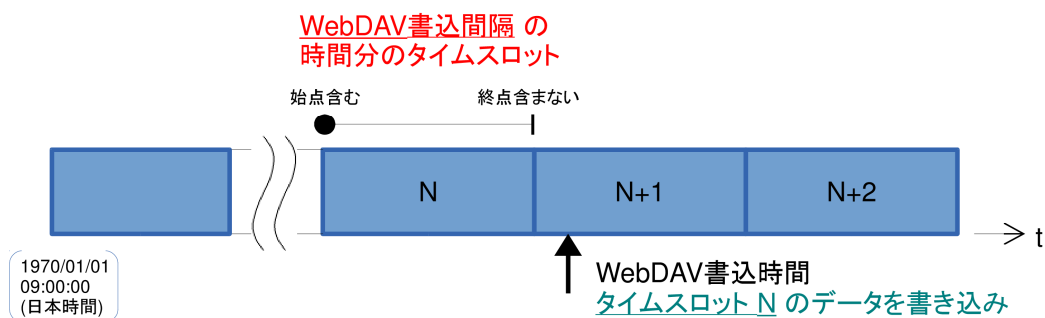 WebDAV書込間隔 の
時間分のタイムスロット
始点含む
終点含まない
N
N+1
N+2
t
1970/01/01
09:00:00
(日本時間)
WebDAV書込時間
タイムスロット N のデータを書き込み